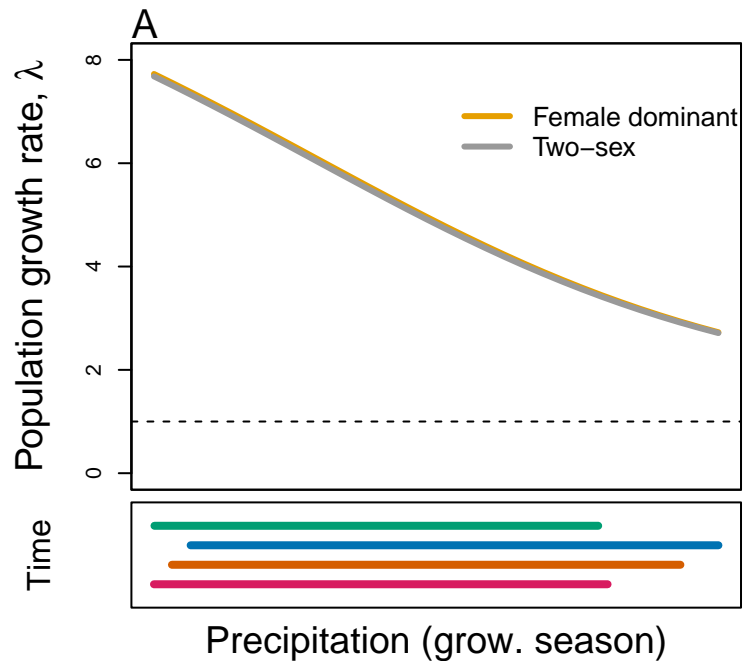 A
Population growth rate, λ
8
6
4
2
0
Female dominant
Two−sex
Time
Precipitation (grow. season)